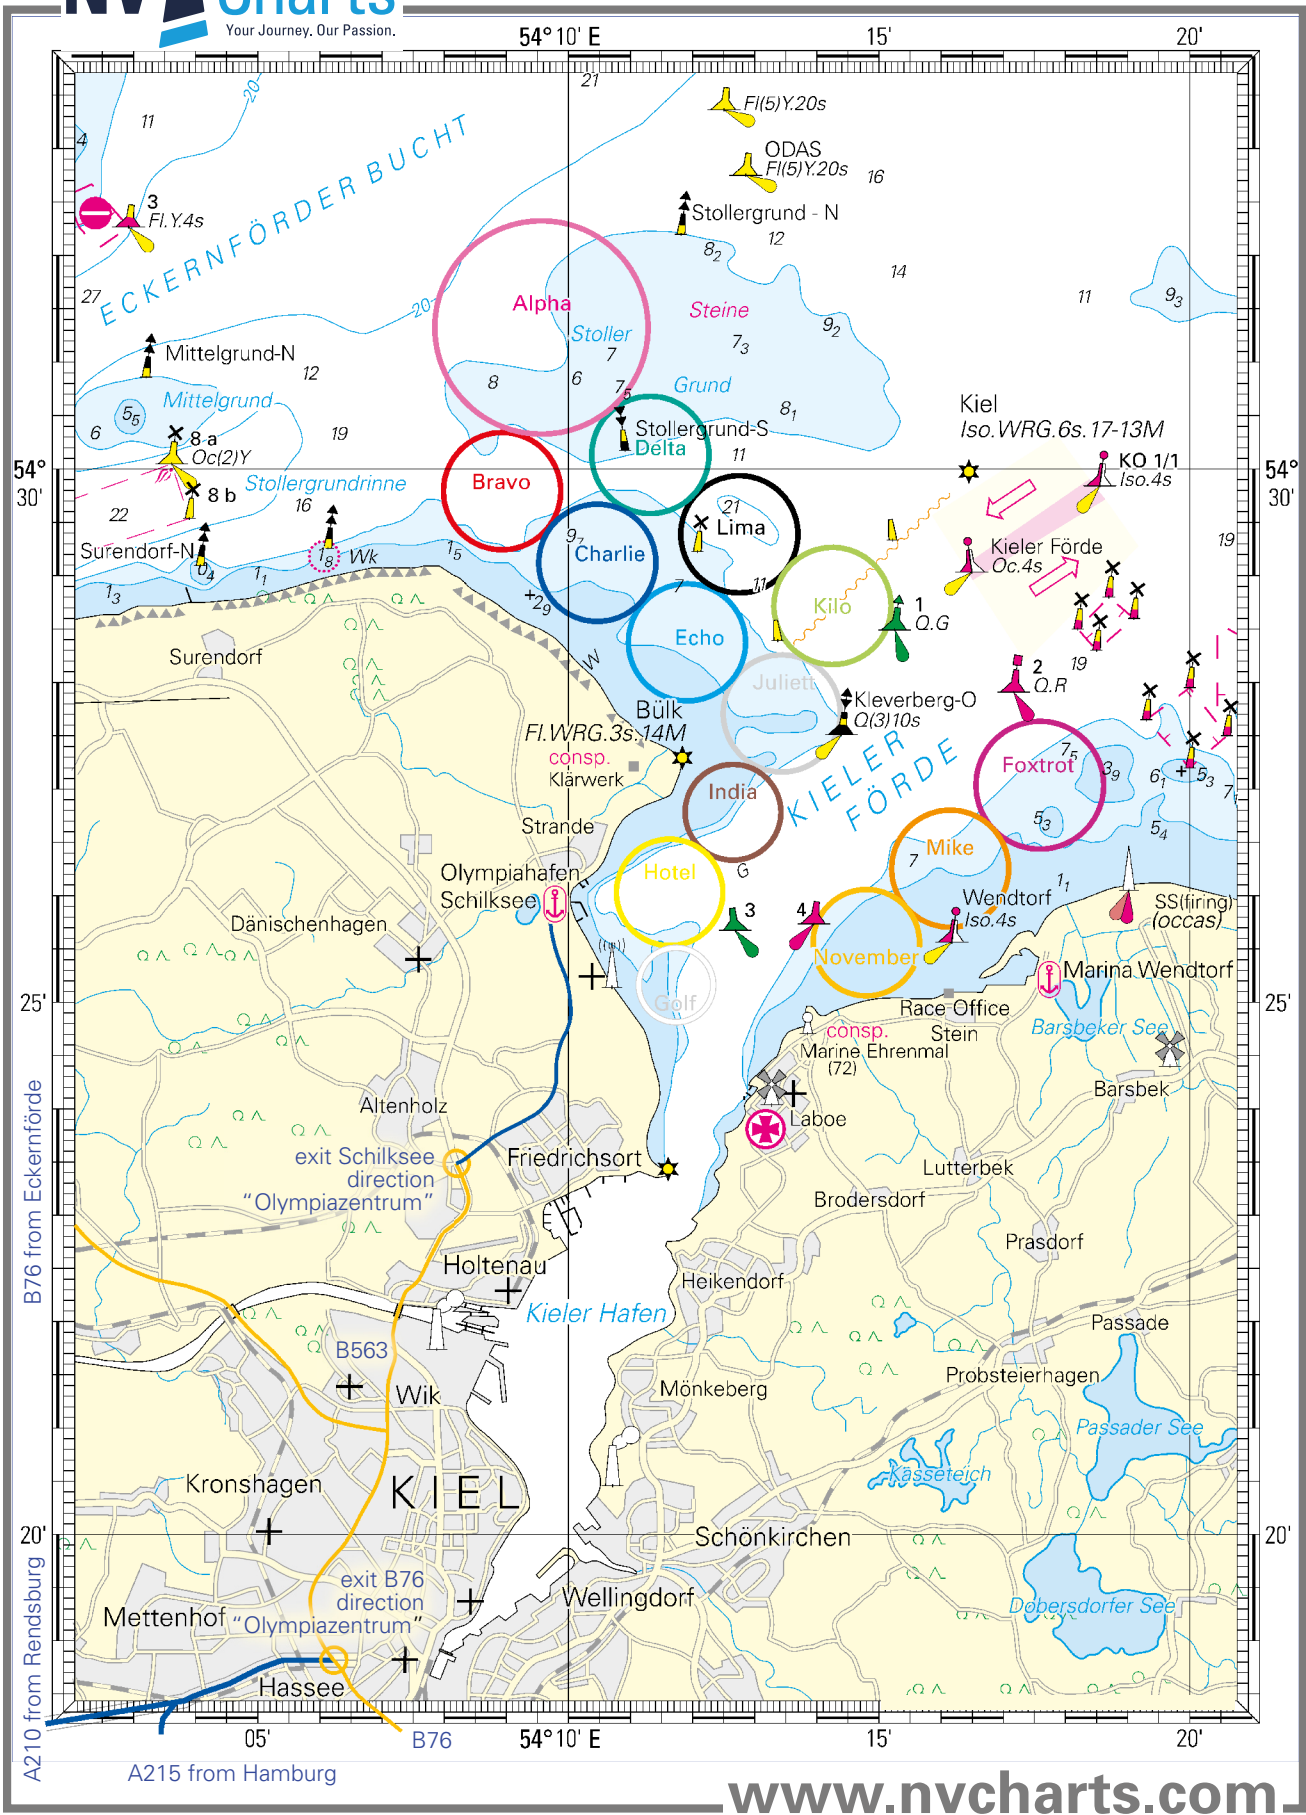 NV Charts
Your Journey. Our Passion.
54° 10' E
15'
20'
21
Fl(5)Y.20s
20
11
4
ODAS
Fl(5)Y.20s
16
3
Fl.Y.4s
Stollergrund - N
ECKERNFÖRDER BUCHT
12
8₂
14
27
20
11
9₃
Alpha
Steine
Stoller
9₂
7
7₃
Mittelgrund-N
12
8
6
7₅
Grund
Mittelgrund
5₅
8₁
Kiel
Iso.WRG.6s.17-13M
6
8 a
Oc(2)Y
19
Stollergrund-S
Delta
11
KO 1/1
Iso.4s
54°
30'
54°
30'
Bravo
Stollergrundrinne
8 b
16
22
21
Lima
19
Surendorf-N
1₈
Wk
1₅
9₇
Charlie
Kieler Förde
Oc.4s
0₄
1₁
1₃
7
11
+2₉
Kilo
1
Q.G
Echo
Surendorf
W
19
2
Q.R
Juliett
Bülk
Fl.WRG.3s.14M
Kleverberg-O
Q(3)10s
consp.
Klärwerk
KIELER
FÖRDE
7₅
Foxtrot
3₉
6₁
5₃
7
India
Strande
5₃
5₄
Mike
7
Olympiahafen
Schilksee
Hotel
G
1₁
Wendtorf
Iso.4s
SS(firing)
(occas)
Dänischenhagen
3
4
November
Marina Wendtorf
Golf
25'
25'
Race-Office
Stein
Barsbeker See
consp.
Marine Ehrenmal
(72)
Barsbek
Altenholz
Laboe
B76 from Eckernförde
exit Schilksee
direction
“Olympiazentrum”
Friedrichsort
Lutterbek
Brodersdorf
Prasdorf
Holtenau
Heikendorf
Kieler Hafen
Passade
B563
Wik
Mönkeberg
Probsteierhagen
Passader See
Kronshagen
KIEL
Kasseteich
20'
20'
Schönkirchen
exit B76
direction
“Olympiazentrum”
Mettenhof
Wellingdorf
Dobersdorfer See
A210 from Rendsburg
Hassee
05'
54° 10' E
15'
20'
B76
A215 from Hamburg
www.nvcharts.com